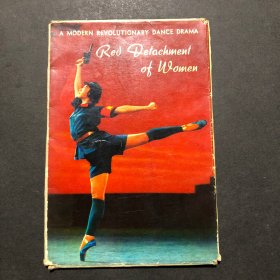 A MODERN REVOLUTIONARY DANCE DRAMA
Red Detachment
of Women